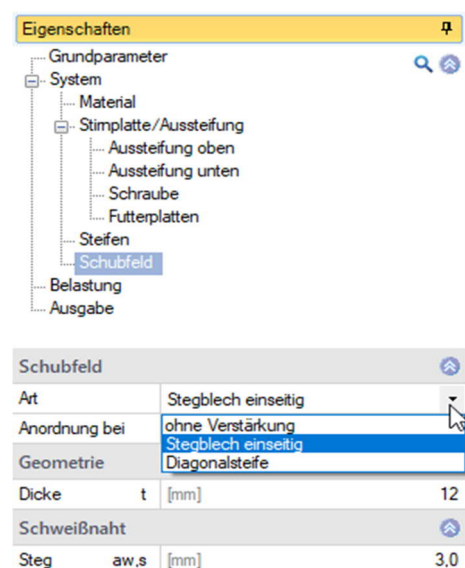 Eigenschaften
Grundparameter
System
Material
Stirnplatte/Aussteifung
Aussteifung oben
Aussteifung unten
Schraube
Futterplatten
Steifen
Schubfeld
Belastung
Ausgabe
Schubfeld
Art Stegblech einseitig
Anordnung bei ohne Verstärkung
Stegblech einseitig
Geometrie Diagonalsteife
Dicke t [mm] 12
Schweißnaht
Steg aw,s [mm] 3,0